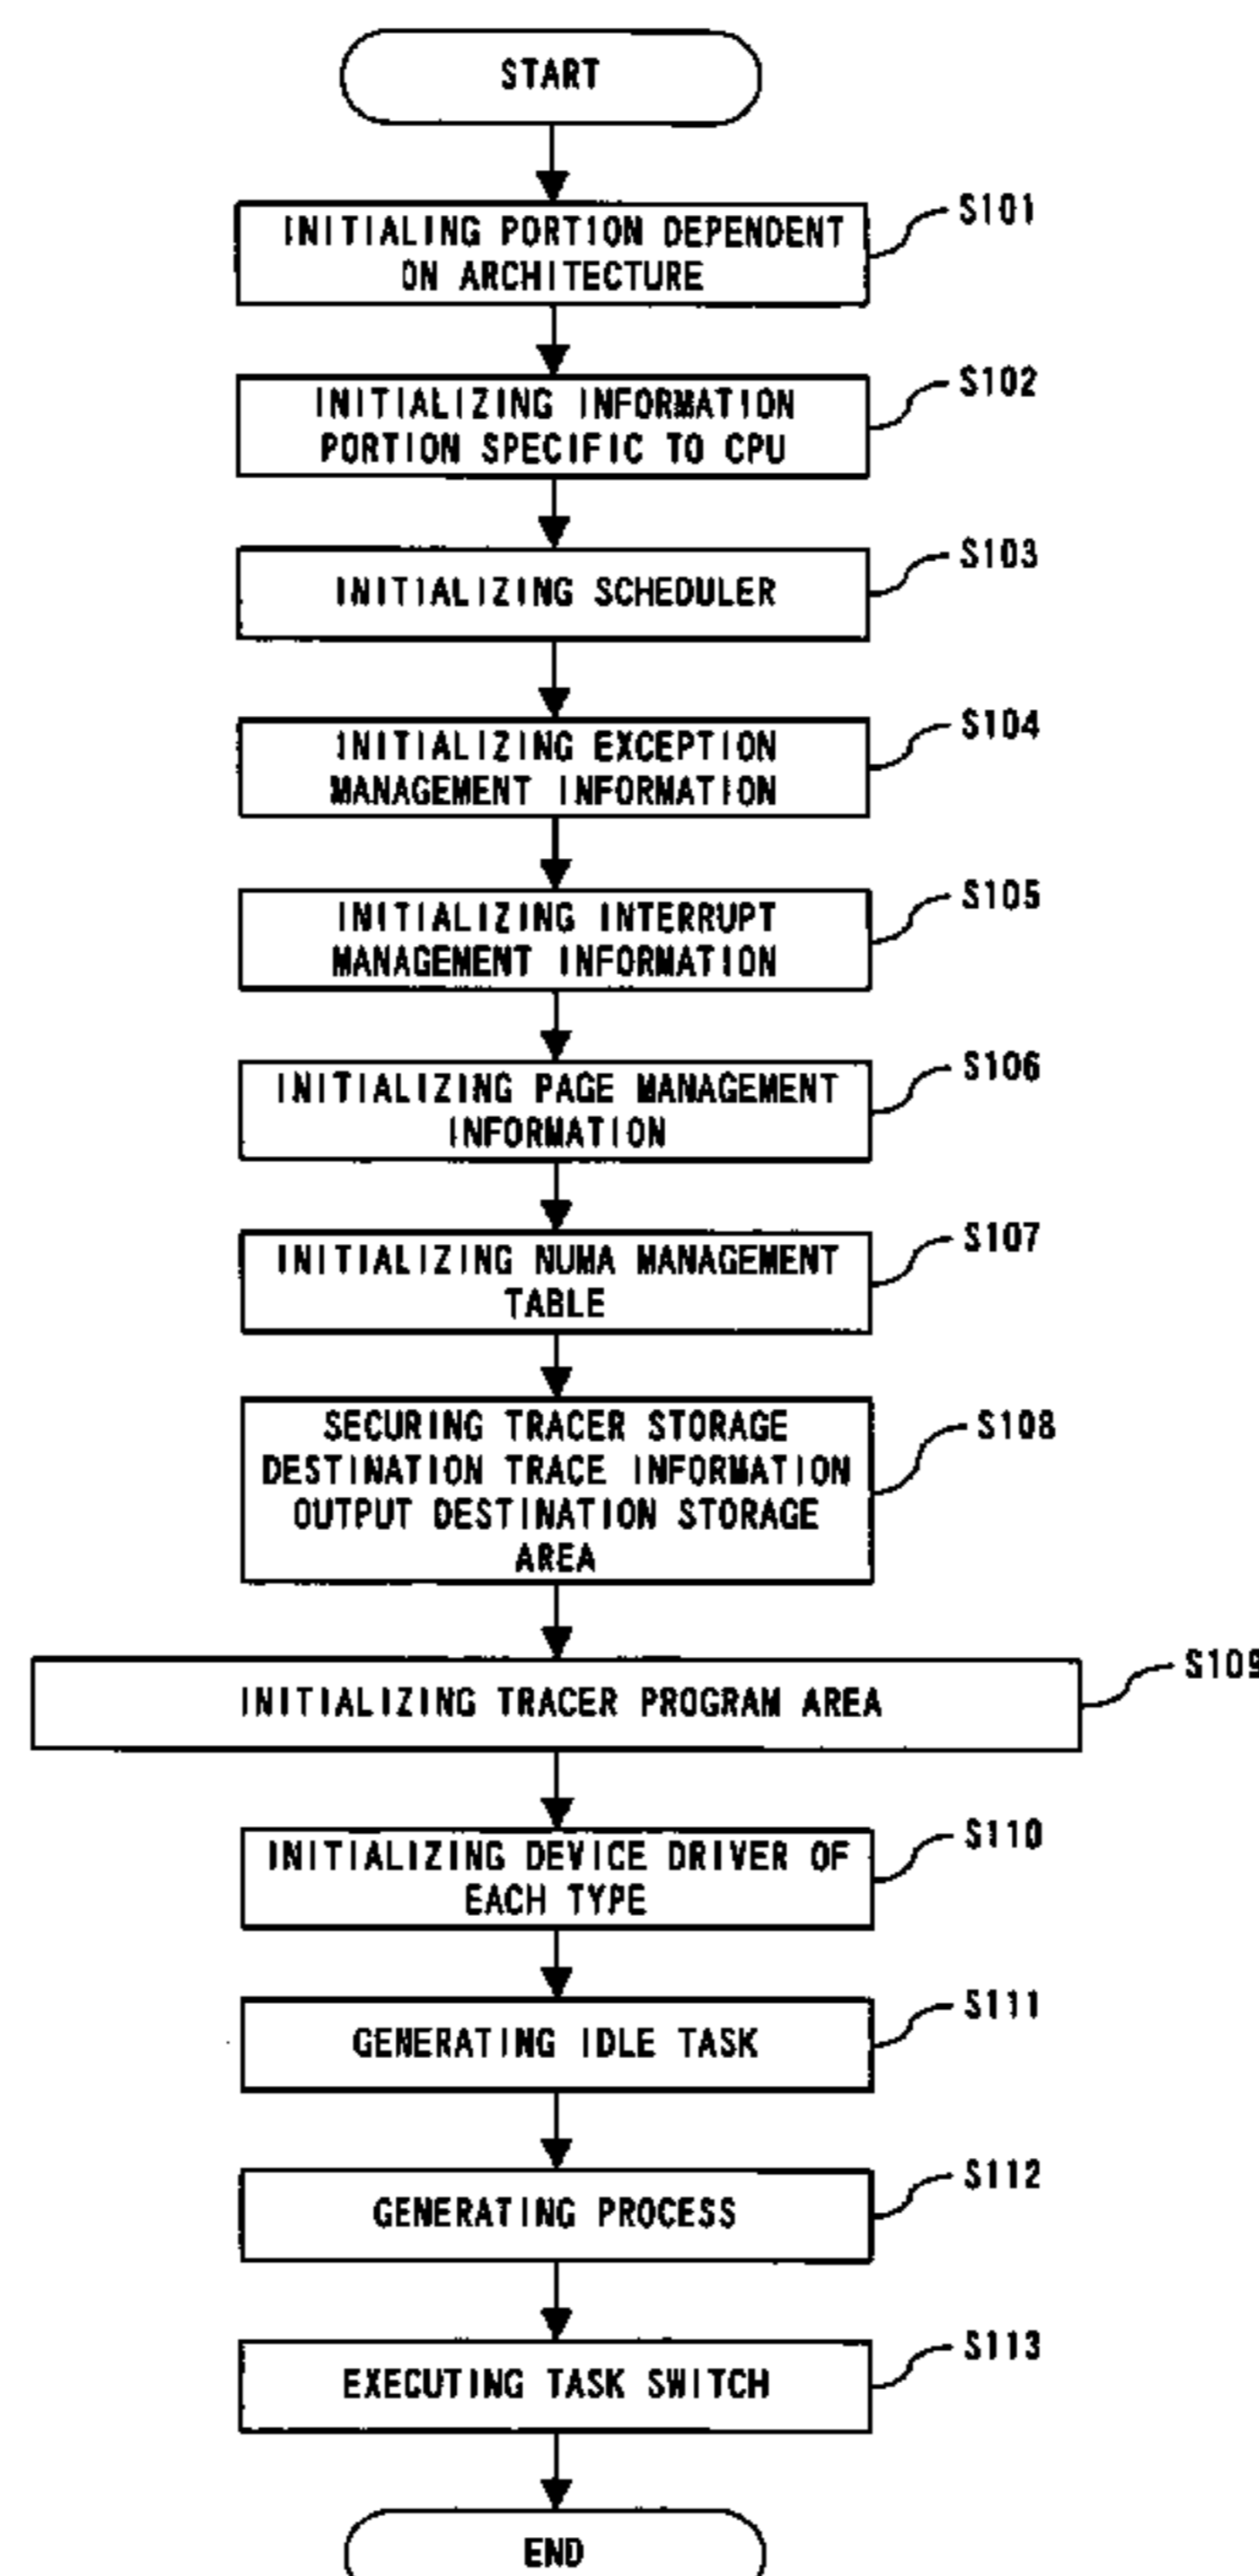 START
INITIALING PORTION DEPENDENT
ON ARCHITECTURE
S101
INITIALIZING INFORMATION
PORTION SPECIFIC TO CPU
S102
INITIALIZING SCHEDULER
S103
INITIALIZING EXCEPTION
MANAGEMENT INFORMATION
S104
INITIALIZING INTERRUPT
MANAGEMENT INFORMATION
S105
INITIALIZING PAGE MANAGEMENT
INFORMATION
S106
INITIALIZING NUMA MANAGEMENT
TABLE
S107
SECURING TRACER STORAGE
DESTINATION TRACE INFORMATION
OUTPUT DESTINATION STORAGE
AREA
S108
INITIALIZING TRACER PROGRAM AREA
S109
INITIALIZING DEVICE DRIVER OF
EACH TYPE
S110
GENERATING IDLE TASK
S111
GENERATING PROCESS
S112
EXECUTING TASK SWITCH
S113
END